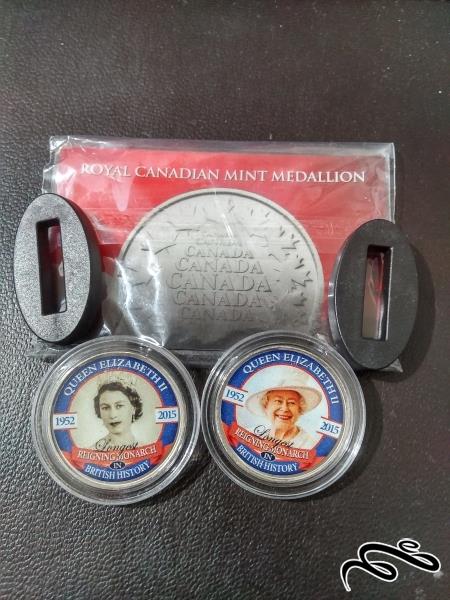 ROYAL CANADIAN MINT MEDALLION
CANADA
CANADA
CANADA
CANADA
CANADA
QUEEN ELIZABETH II
1952 2015
Longest
REIGNING MONARCH
IN
BRITISH HISTORY
QUEEN ELIZABETH II
1952 2015
Longest
REIGNING MONARCH
IN
BRITISH HISTORY